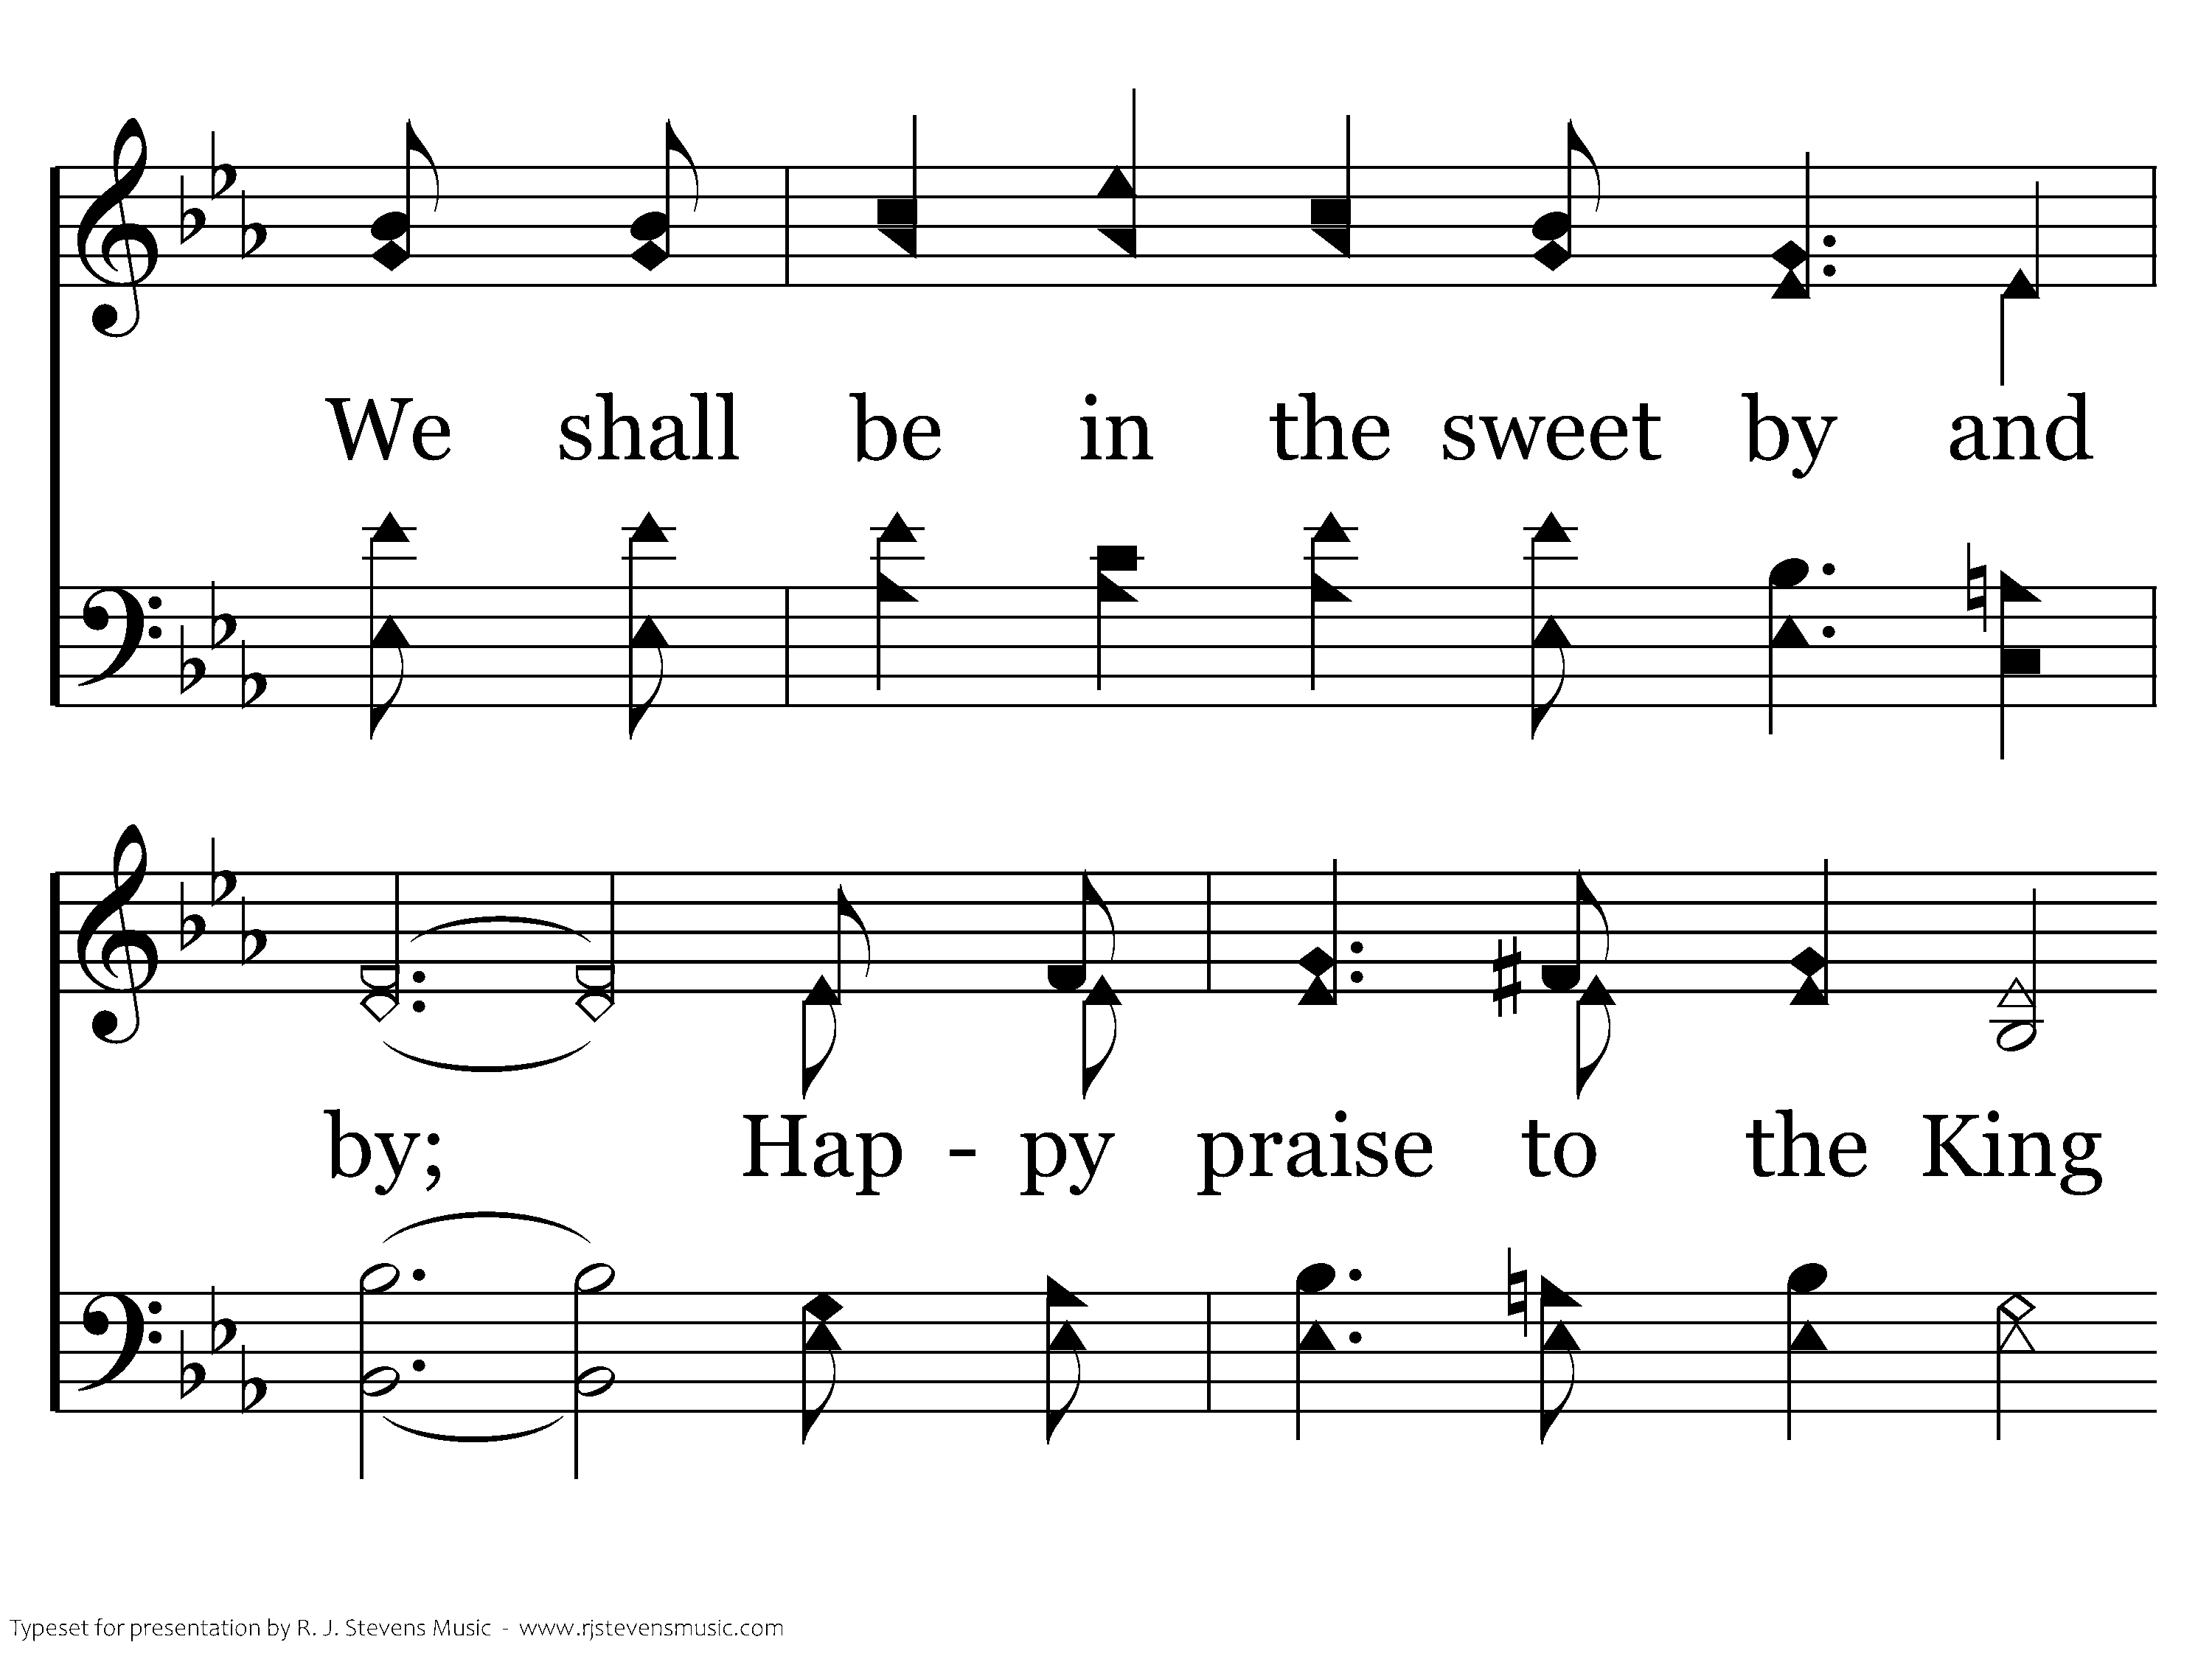 We shall be in the sweet by and
by; Hap - py praise to the King
Typeset for presentation by R. J. Stevens Music - www.rjstevensmusic.com